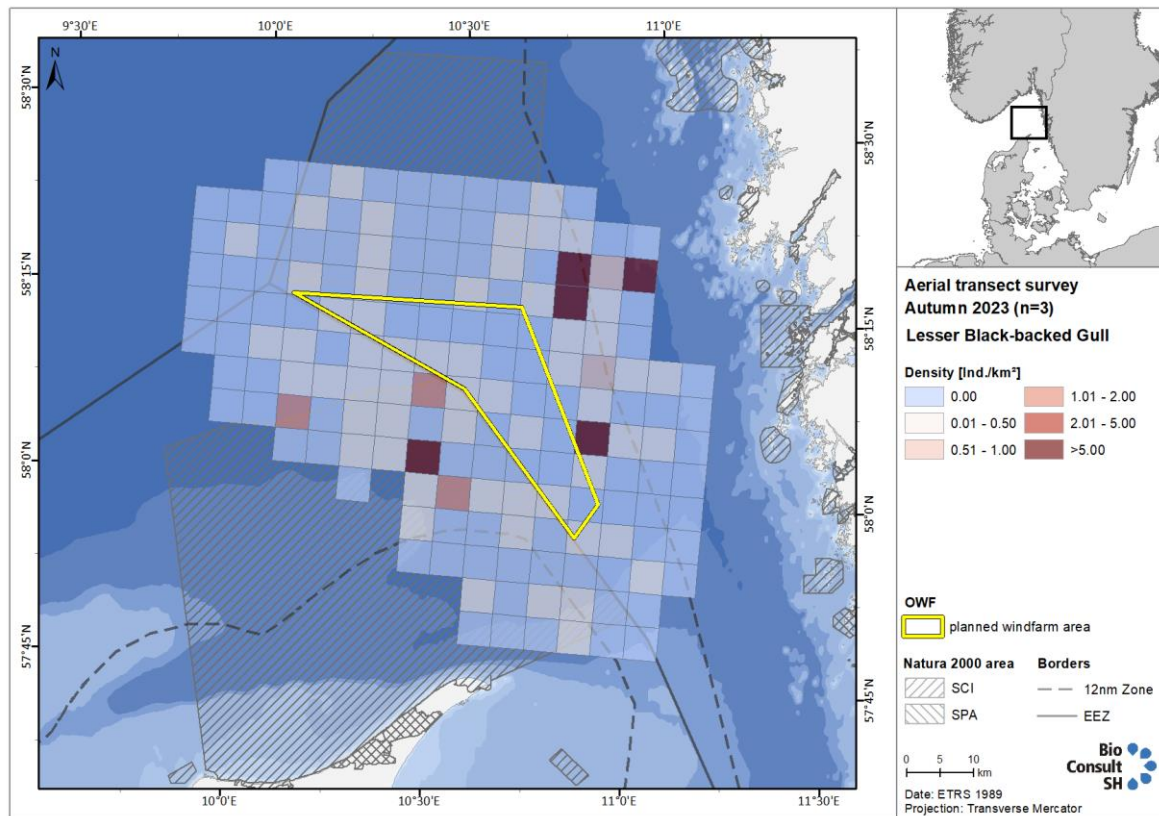 9°30'E
10°0'E
10°30'E
11°0'E
N
58°30'N
58°15'N
58°0'N
57°45'N
58°30'N
58°15'N
58°0'N
57°45'N
10°0'E
10°30'E
11°0'E
11°30'E
Aerial transect survey
Autumn 2023 (n=3)
Lesser Black-backed Gull
Density [Ind./km²]
0.00
0.01 - 0.50
0.51 - 1.00
1.01 - 2.00
2.01 - 5.00
>5.00
OWF
planned windfarm area
Natura 2000 area
SCI
SPA
Borders
12nm Zone
EEZ
0 5 10
km
Date: ETRS 1989
Projection: Transverse Mercator
Bio
Consult
SH